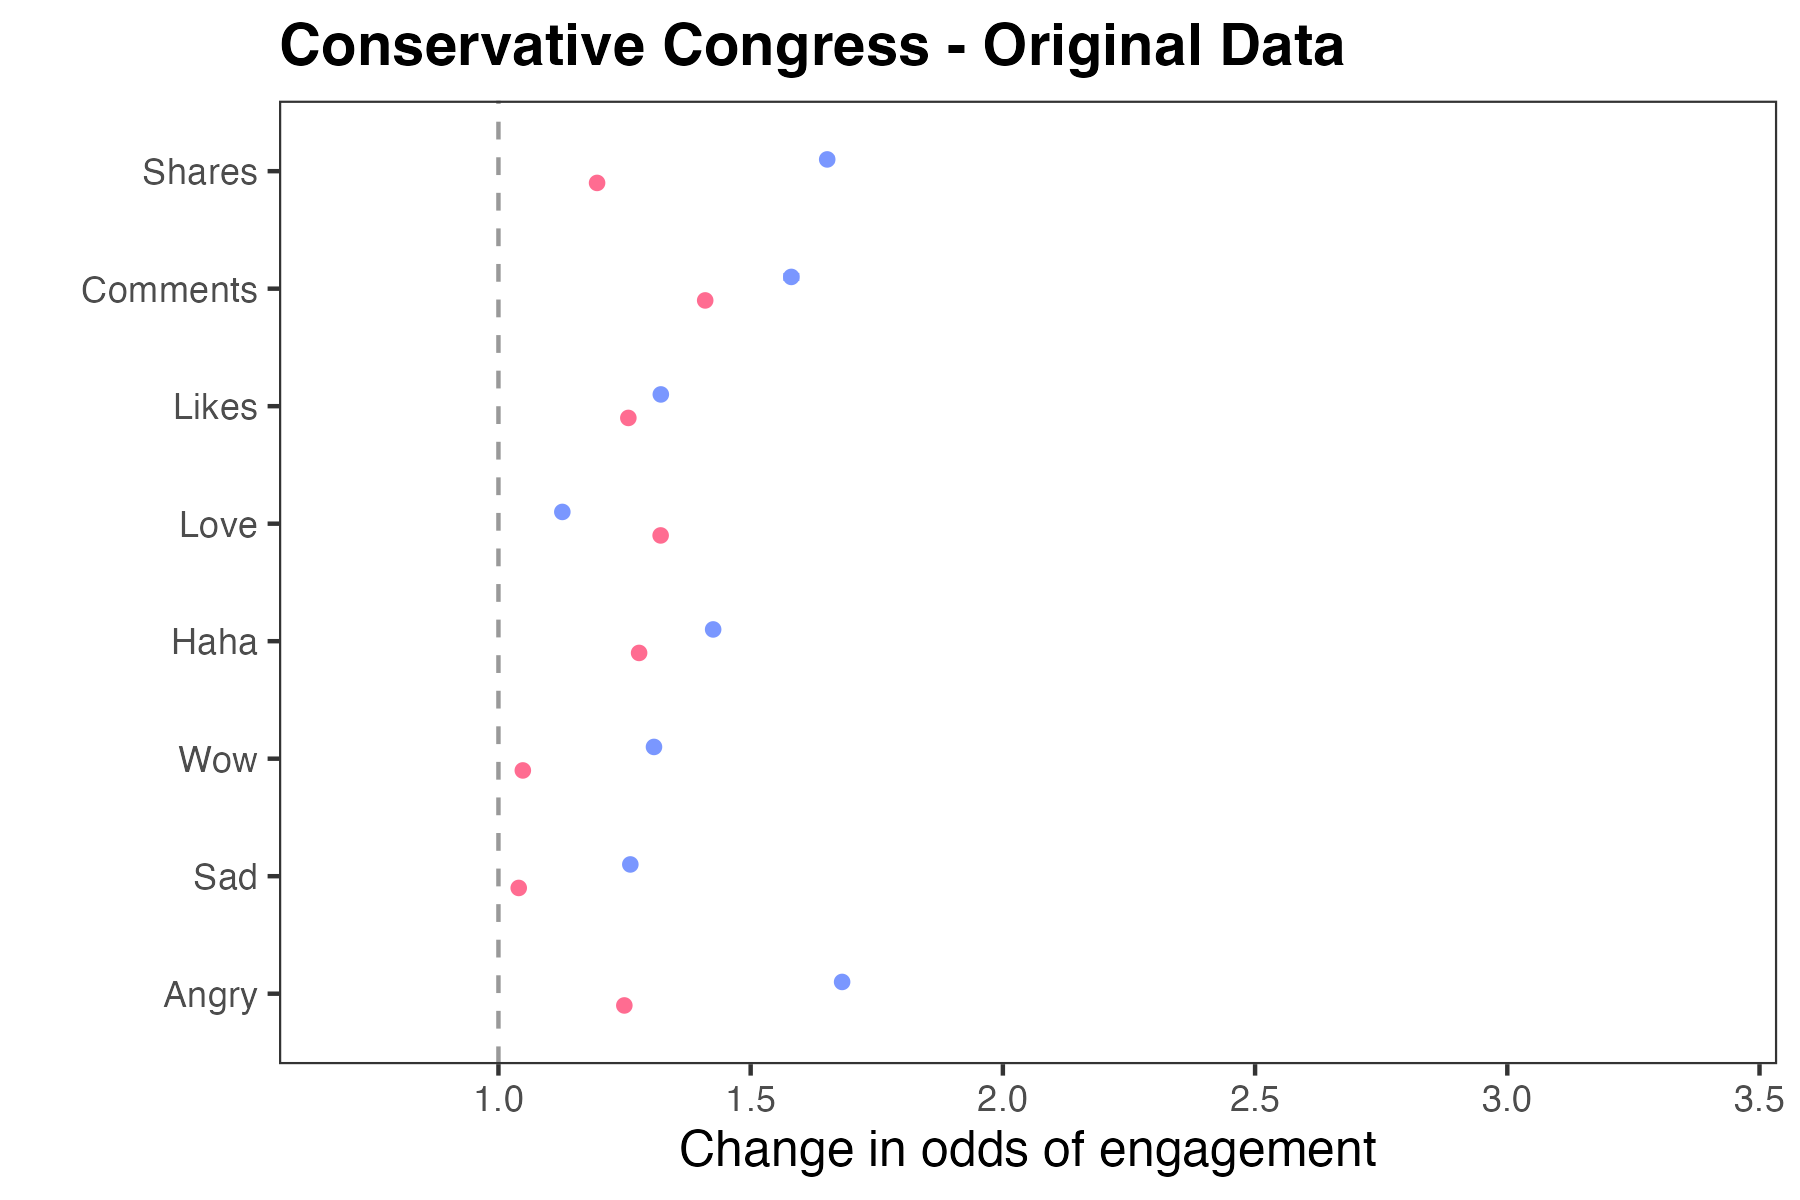 Conservative Congress - Original Data
Shares
Comments
Likes
Love
Haha
Wow
Sad
Angry
1.0 1.5 2.0 2.5 3.0 3.5
Change in odds of engagement